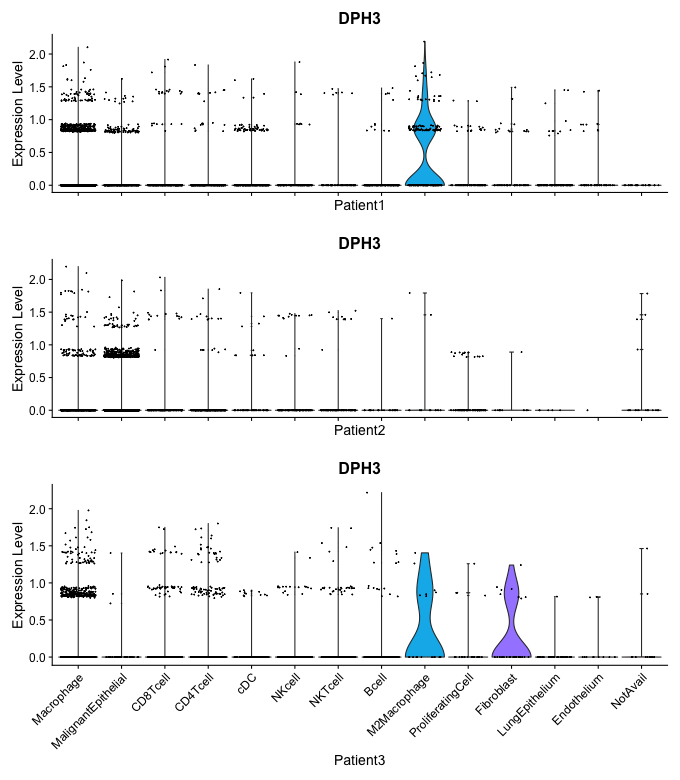 DPH3
Expression Level
2.0
1.5
1.0
0.5
0.0
Patient1
DPH3
Expression Level
2.0
1.5
1.0
0.5
0.0
Patient2
DPH3
Expression Level
2.0
1.5
1.0
0.5
0.0
Macrophage
MalignantEpithelial
CD8Tcell
CD4Tcell
cDC
NKcell
NKTcell
Bcell
M2Macrophage
ProliferatingCell
Fibroblast
LungEpithelium
Endothelium
NotAvail
Patient3